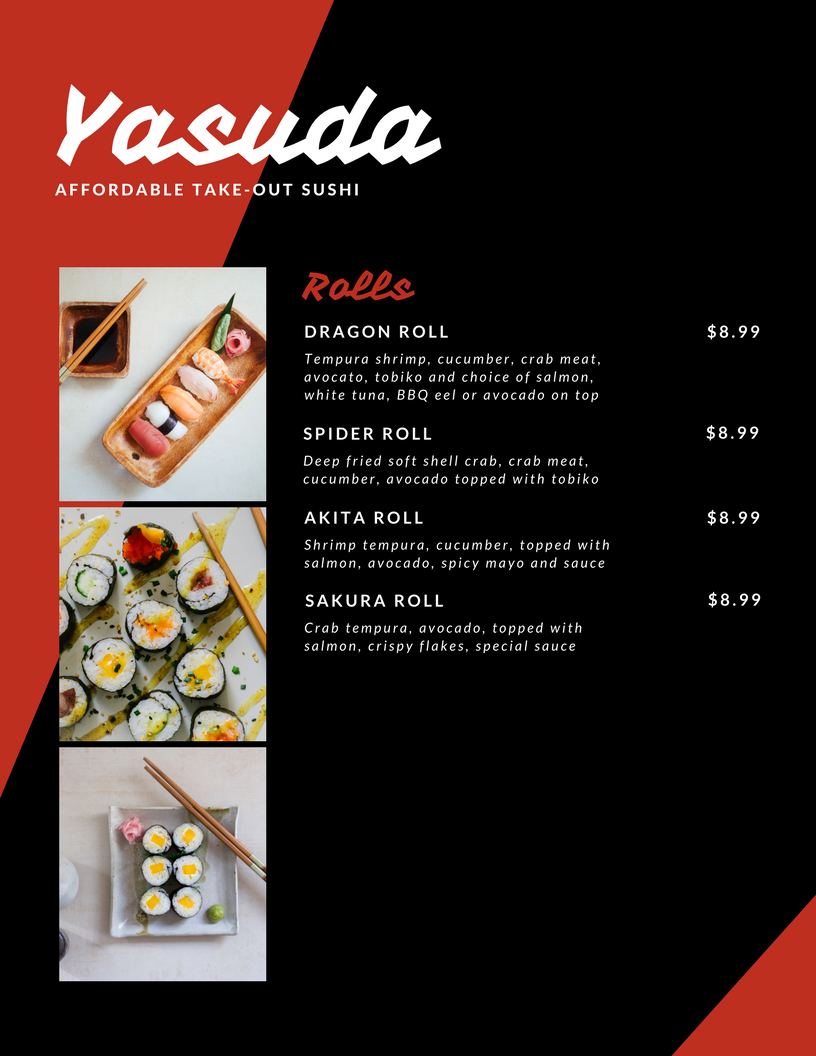 Yasuda
AFFORDABLE TAKE-OUT SUSHI
Rolls
DRAGON ROLL $8.99
Tempura shrimp, cucumber, crab meat,
avocato, tobiko and choice of salmon,
white tuna, BBQ eel or avocado on top
SPIDER ROLL $8.99
Deep fried soft shell crab, crab meat,
cucumber, avocado topped with tobiko
AKITA ROLL $8.99
Shrimp tempura, cucumber, topped with
salmon, avocado, spicy mayo and sauce
SAKURA ROLL $8.99
Crab tempura, avocado, topped with
salmon, crispy flakes, special sauce